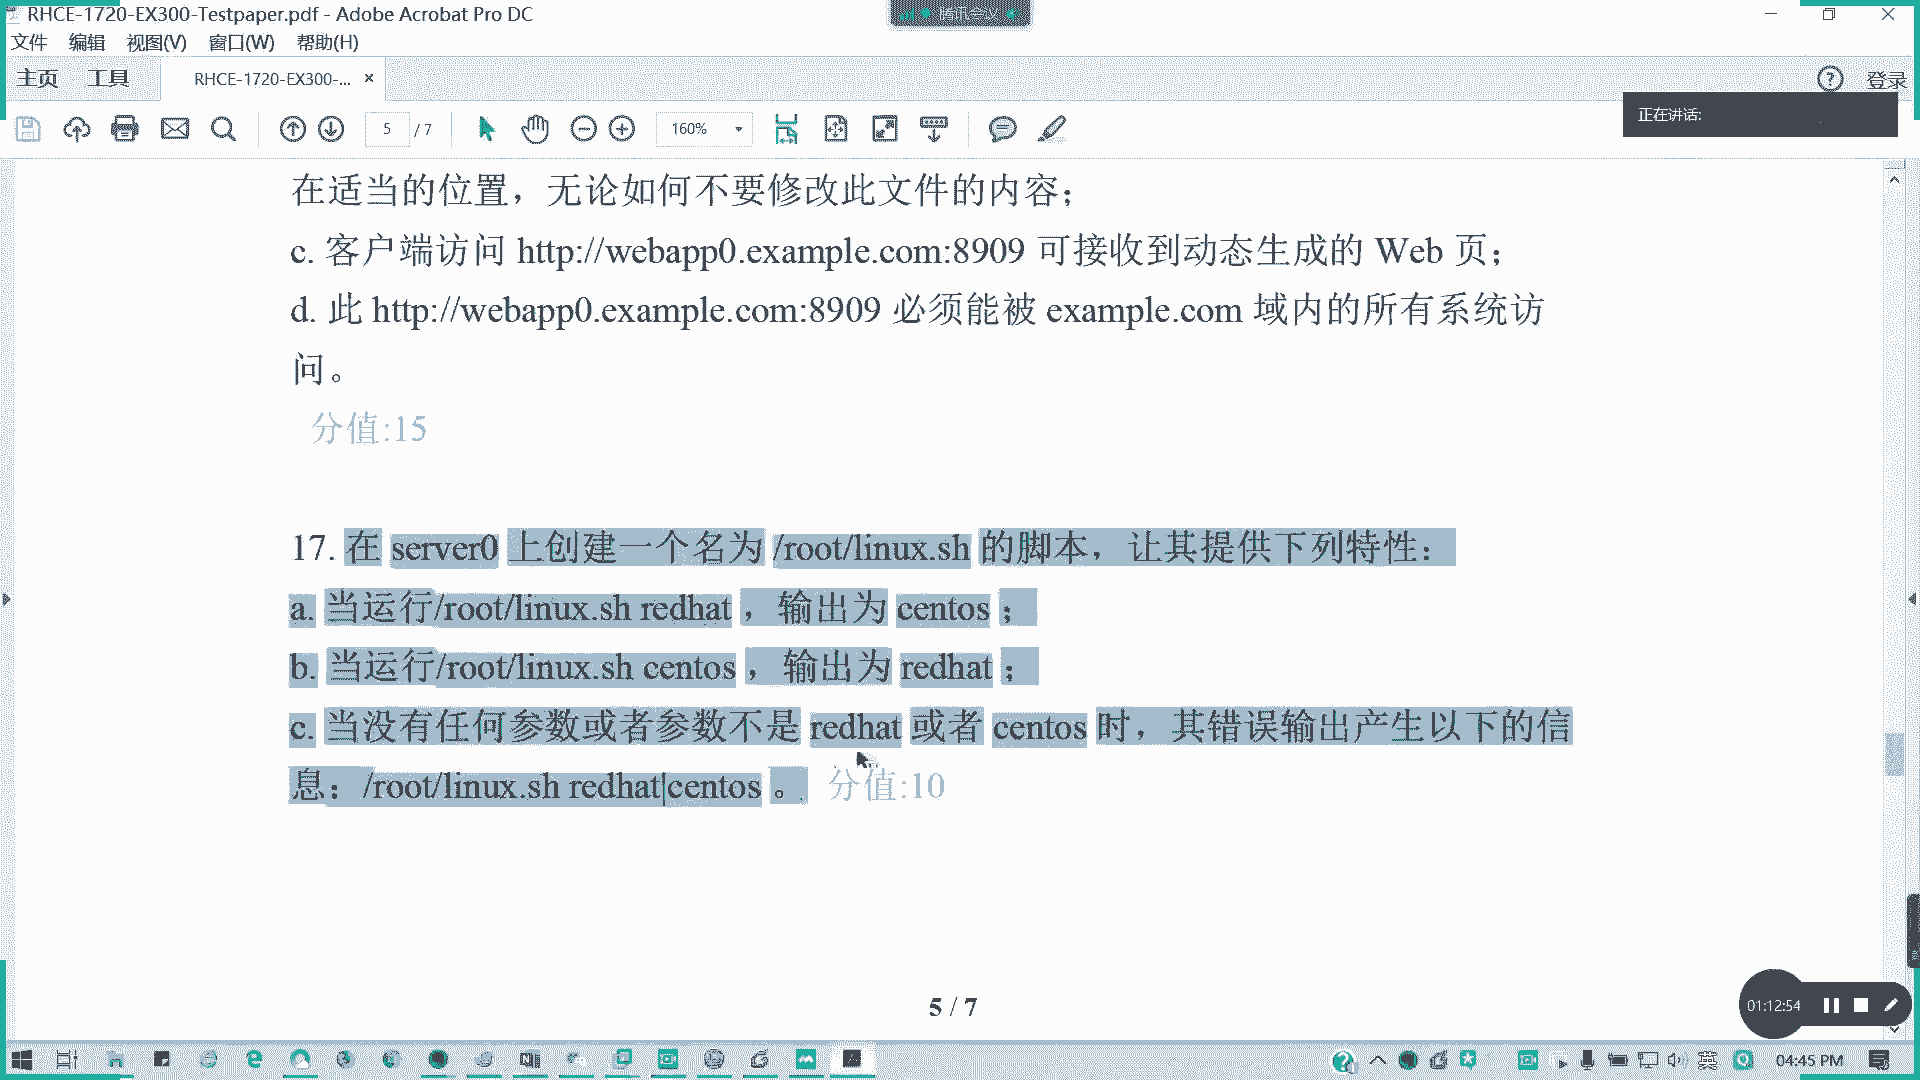 RHCE-1720-EX300-Testpaper.pdf - Adobe Acrobat Pro DC
腾讯会议
文件 编辑 视图(V) 窗口(W) 帮助(H)
主页 工具 RHCE-1720-EX300-... ×
登录
正在讲话:
5 / 7
160%
在适当的位置，无论如何不要修改此文件的内容；
c. 客户端访问 http://webapp0.example.com:8909 可接收到动态生成的 Web 页；
d. 此 http://webapp0.example.com:8909 必须能被 example.com 域内的所有系统访
问。
分值:15
17. 在 server0 上创建一个名为 /root/linux.sh 的脚本，让其提供下列特性：
a. 当运行/root/linux.sh redhat ，输出为 centos ；
b. 当运行/root/linux.sh centos ，输出为 redhat ；
c. 当没有任何参数或者参数不是 redhat 或者 centos 时，其错误输出产生以下的信
息：/root/linux.sh redhat|centos 。 分值:10
5 / 7
01:12:54
英
04:45 PM